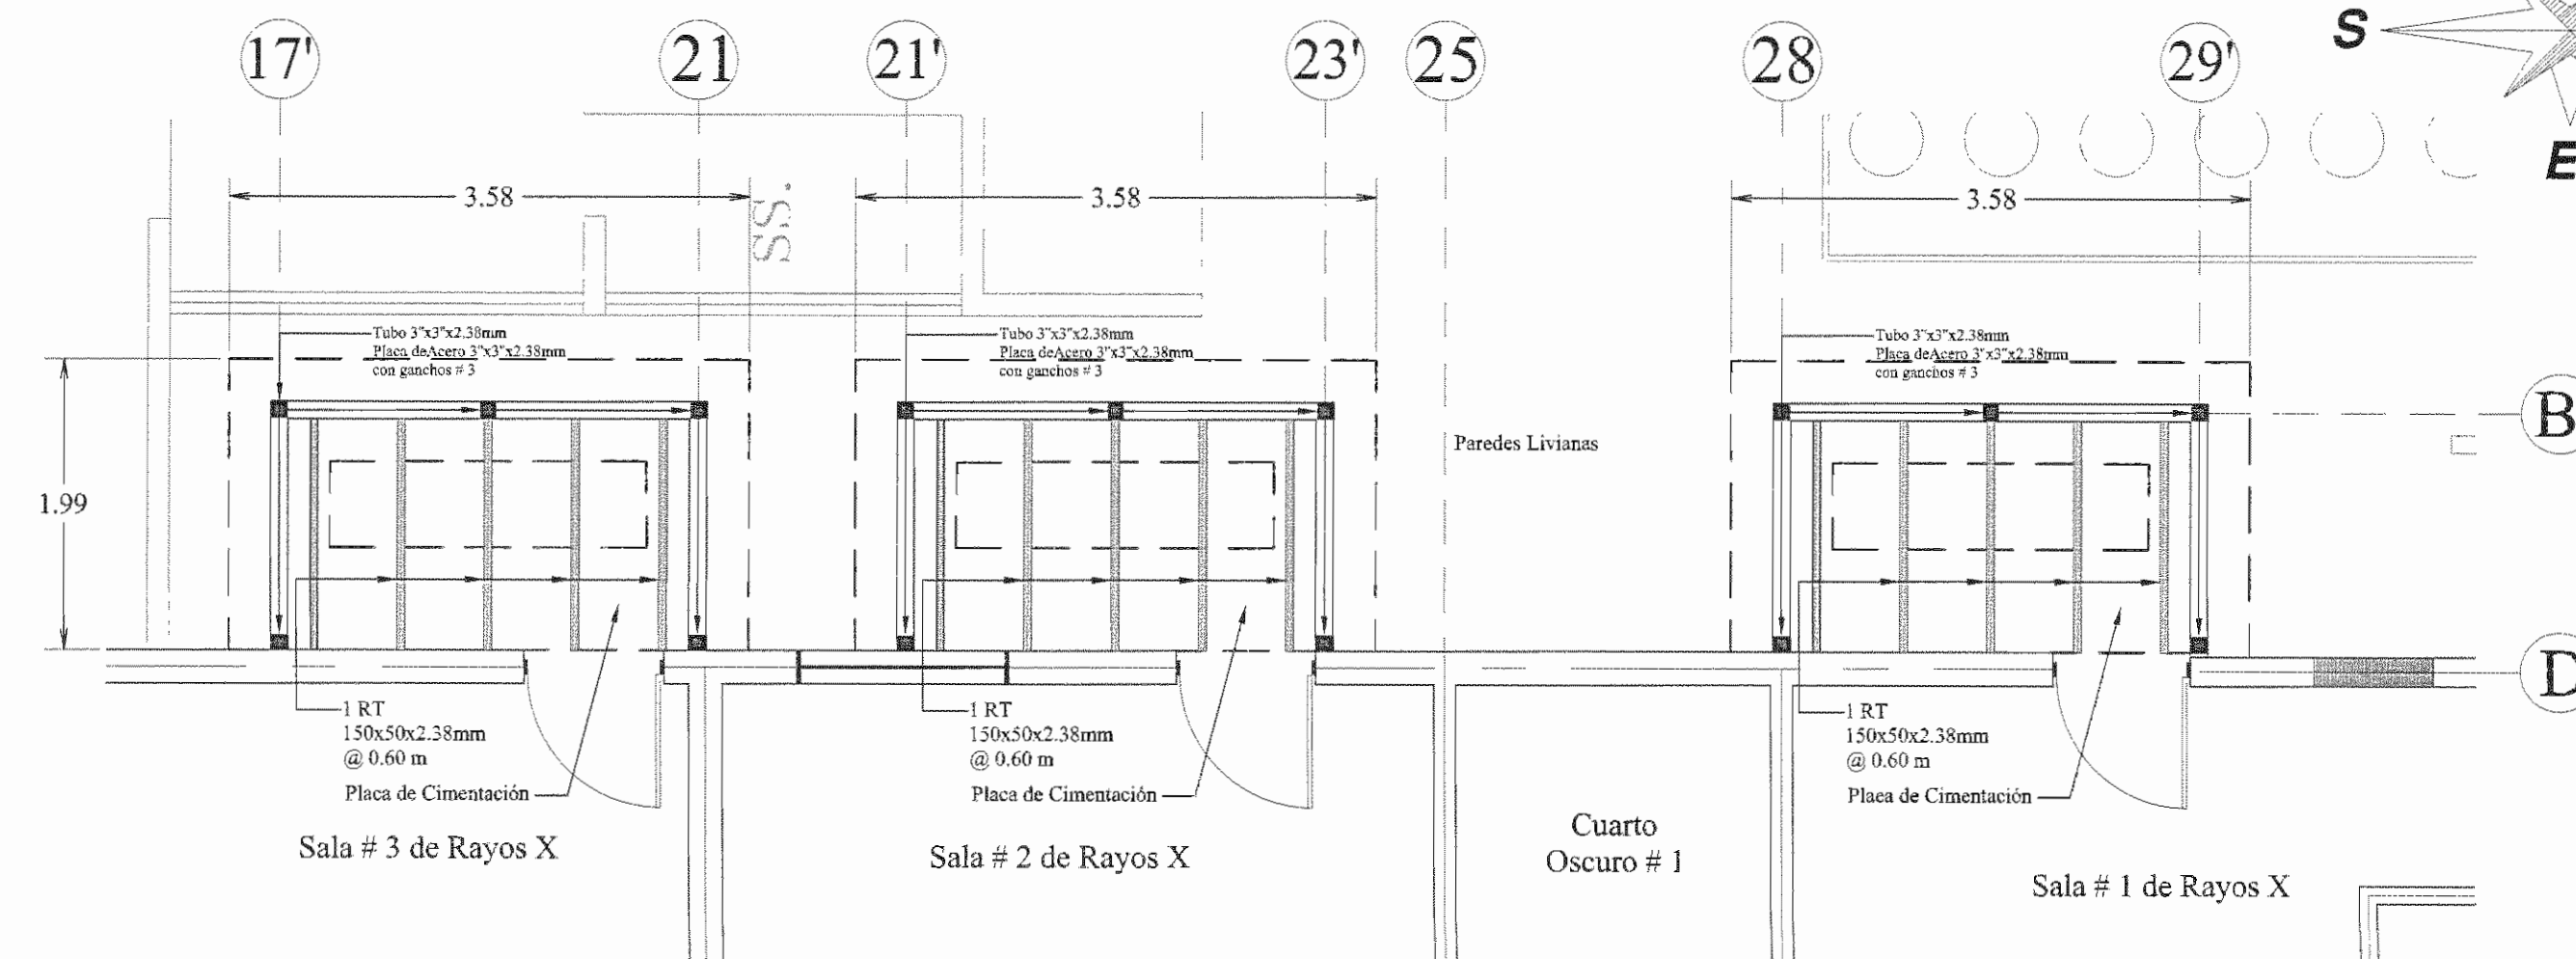 17'
21
21'
23'
25
28
29'
S
E
3.58
3.58
3.58
SS.
Tubo 3"x3"x2.38mm
Placa deAcero 3"x3"x2.38mm
con ganchos # 3
Tubo 3"x3"x2.38mm
Placa deAcero 3"x3"x2.38mm
con ganchos # 3
Tubo 3"x3"x2.38mm
Placa deAcero 3"x3"x2.38mm
con ganchos # 3
B
Paredes Livianas
1.99
D
1 RT
150x50x2.38mm
@ 0.60 m
Placa de Cimentación
1 RT
150x50x2.38mm
@ 0.60 m
Placa de Cimentación
1 RT
150x50x2.38mm
@ 0.60 m
Placa de Cimentación
Sala # 3 de Rayos X
Sala # 2 de Rayos X
Cuarto
Oscuro # 1
Sala # 1 de Rayos X